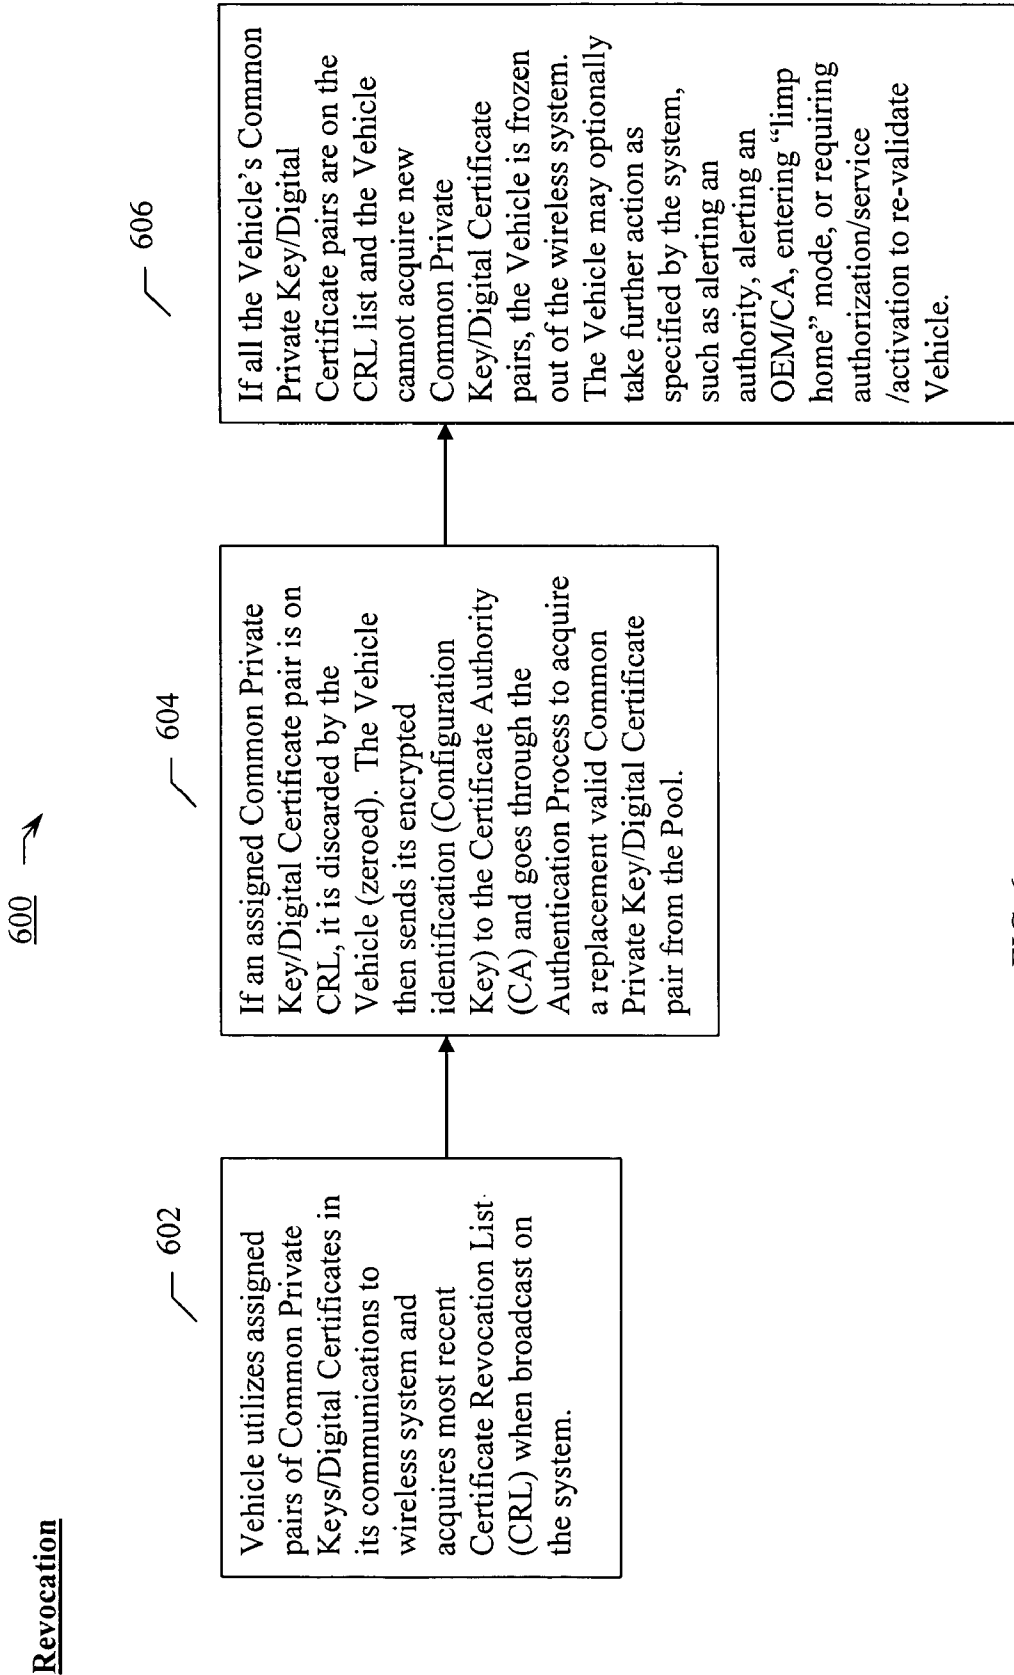 Revocation
600
602
Vehicle utilizes assigned
pairs of Common Private
Keys/Digital Certificates in
its communications to
wireless system and
acquires most recent
Certificate Revocation List
(CRL) when broadcast on
the system.
604
If an assigned Common Private
Key/Digital Certificate pair is on
CRL, it is discarded by the
Vehicle (zeroed). The Vehicle
then sends its encrypted
identification (Configuration
Key) to the Certificate Authority
(CA) and goes through the
Authentication Process to acquire
a replacement valid Common
Private Key/Digital Certificate
pair from the Pool.
606
If all the Vehicle's Common
Private Key/Digital
Certificate pairs are on the
CRL list and the Vehicle
cannot acquire new
Common Private
Key/Digital Certificate
pairs, the Vehicle is frozen
out of the wireless system.
The Vehicle may optionally
take further action as
specified by the system,
such as alerting an
authority, alerting an
OEM/CA, entering “limp
home” mode, or requiring
authorization/service
/activation to re-validate
Vehicle.